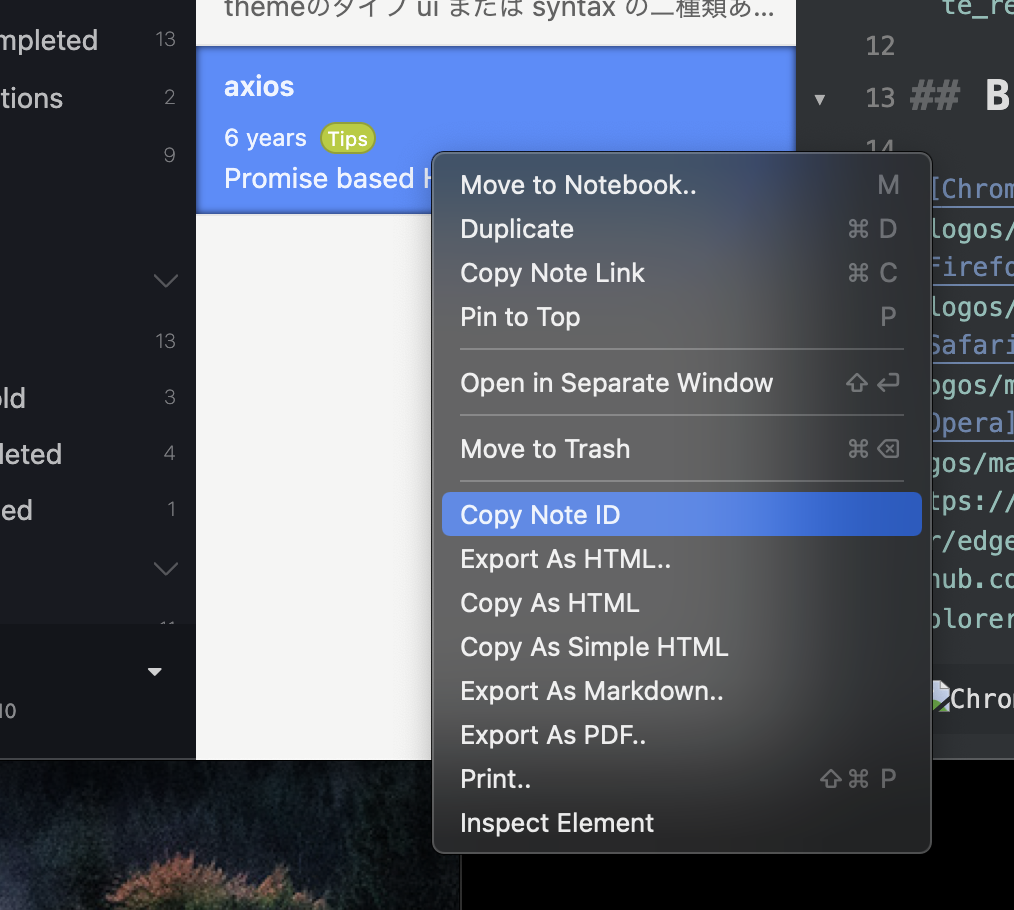 mpleted 13
tions 2
9
13
old 3
leted 4
ed 1
10
themeのタイプ ui または syntax の二種類あ...
axios
6 years Tips
Promise based H
Move to Notebook.. M
Duplicate ⌘ D
Copy Note Link ⌘ C
Pin to Top P
Open in Separate Window ⇧ ↩
Move to Trash ⌘ ⌫
Copy Note ID
Export As HTML..
Copy As HTML
Copy As Simple HTML
Export As Markdown..
Export As PDF..
Print.. ⇧ ⌘ P
Inspect Element
te_re
12
13 ## B
14
[Chrom
logos/
Firefo
logos/
Safari
ogos/m
Opera]
gos/ma
tps://
r/edge
hub.co
plorer
Chro